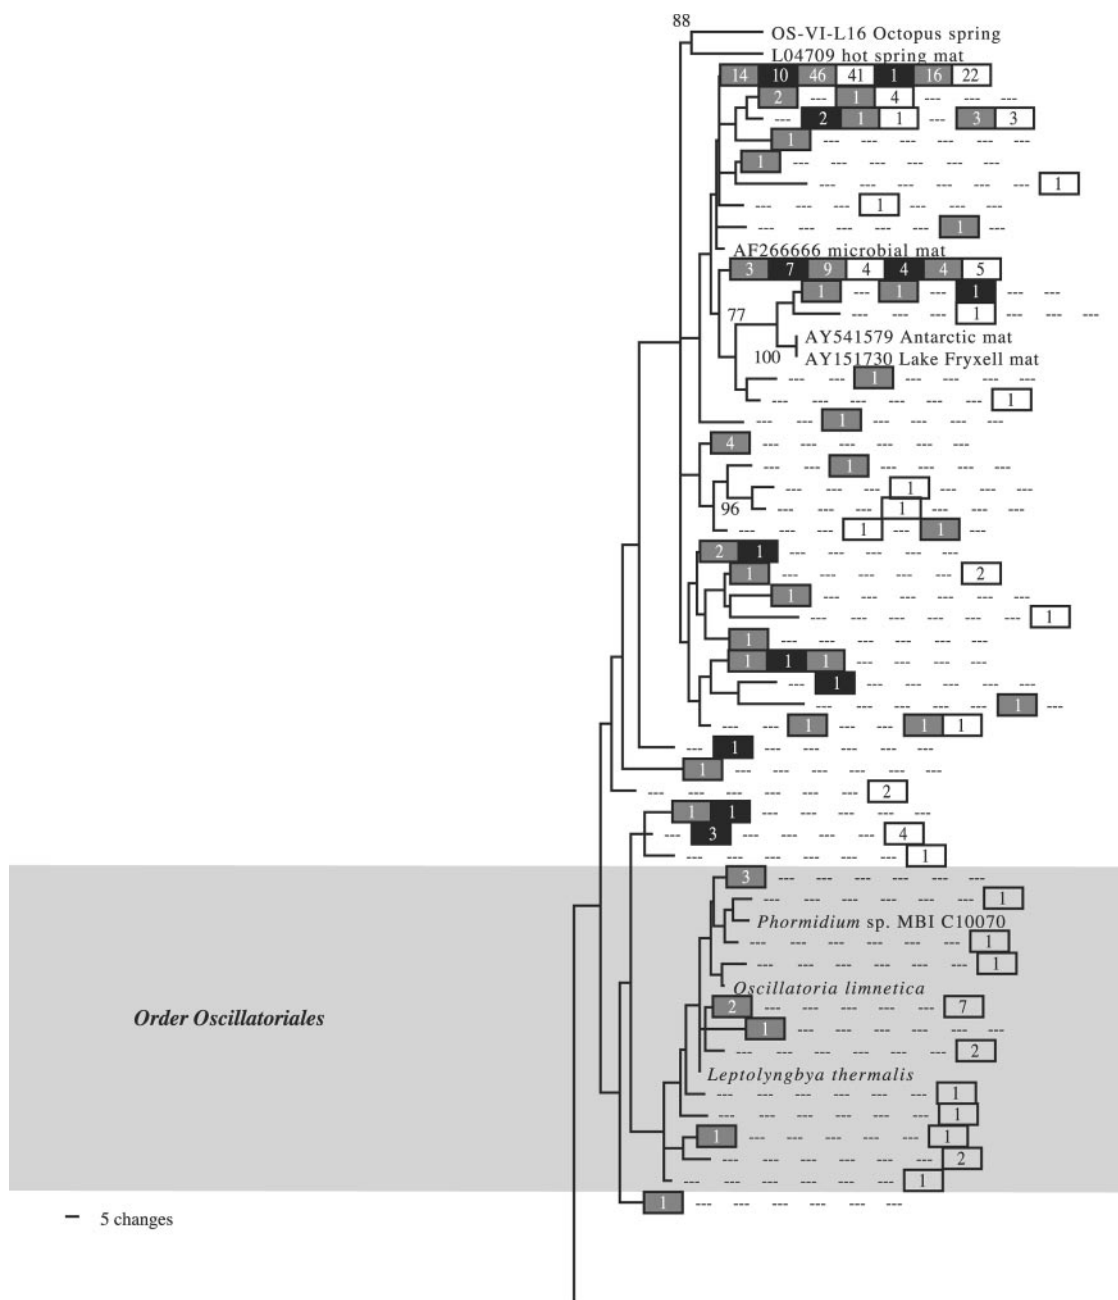 88
OS-VI-L16 Octopus spring
L04709 hot spring mat
14 10 46 41 1 16 22
2 --- 1 4 --- --- ---
--- 2 1 1 --- 3 3
1 --- --- --- --- --- ---
1 --- --- --- --- --- ---
--- --- --- --- --- --- 1
--- --- --- 1 --- --- ---
--- --- --- --- --- 1 ---
AF266666 microbial mat
3 7 9 4 4 4 5
1 --- 1 --- 1 --- ---
--- --- --- 1 --- --- ---
77
AY541579 Antarctic mat
100
AY151730 Lake Fryxell mat
--- --- 1 --- --- --- ---
--- --- --- --- --- --- 1
--- --- 1 --- --- --- ---
4 --- --- --- --- --- ---
--- --- 1 --- --- --- ---
--- --- --- 1 --- --- ---
96
--- --- --- 1 --- --- ---
--- --- --- 1 --- 1 ---
2 1 --- --- --- --- ---
1 --- --- --- --- --- 2
1 --- --- --- --- --- ---
--- --- --- --- --- --- 1
1 --- --- --- --- --- ---
1 1 1 --- --- --- ---
--- 1 --- --- --- --- ---
--- --- --- --- --- 1 ---
--- --- 1 --- --- 1 1
--- 1 --- --- --- --- ---
1 --- --- --- --- --- ---
--- --- --- --- --- --- 2
1 1 --- --- --- --- ---
--- 3 --- --- --- --- 4
--- --- --- --- --- --- 1
3 --- --- --- --- --- ---
--- --- --- --- --- --- 1
Phormidium sp. MBI C10070
--- --- --- --- --- --- 1
--- --- --- --- --- --- 1
Oscillatoria limnetica
2 --- --- --- --- --- 7
Order Oscillatoriales
1 --- --- --- --- --- ---
--- --- --- --- --- --- 2
Leptolyngbya thermalis
--- --- --- --- --- --- 1
--- --- --- --- --- --- 1
1 --- --- --- --- --- 1
--- --- --- --- --- --- 2
--- --- --- --- --- --- 1
1 --- --- --- --- --- ---
5 changes